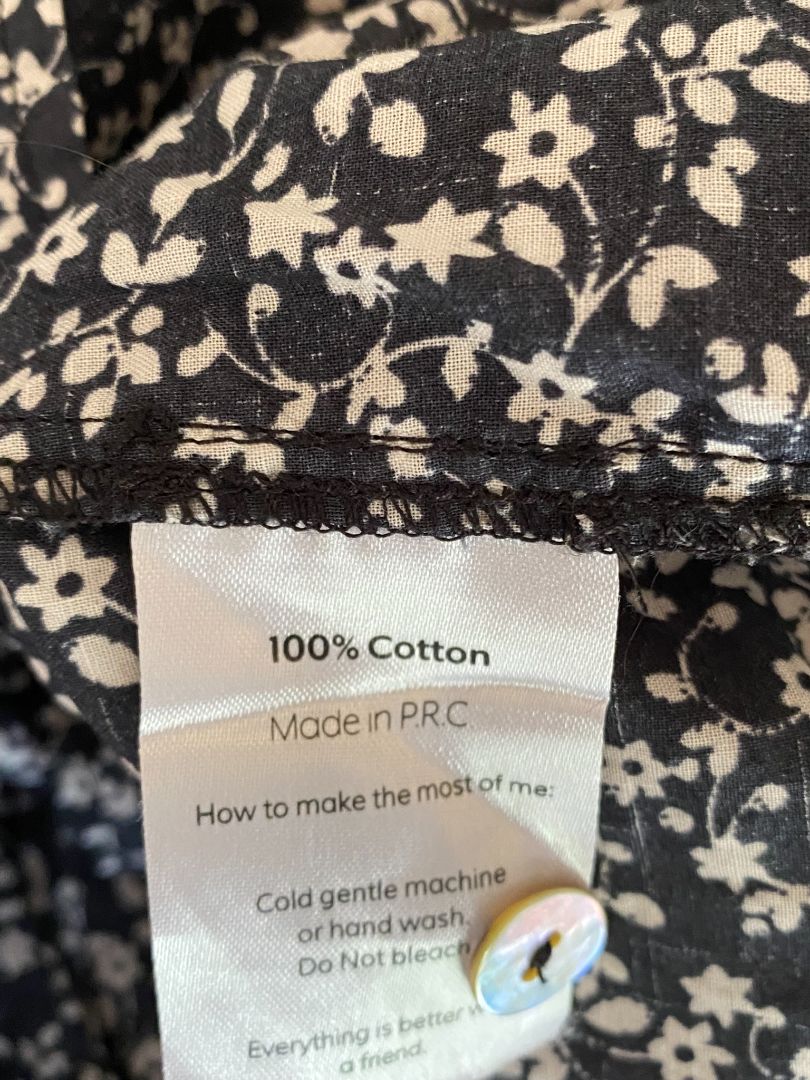 100% Cotton
Made in P.R.C
How to make the most of me:
Cold gentle machine
or hand wash.
Do Not bleach
Everything is better
a friend.